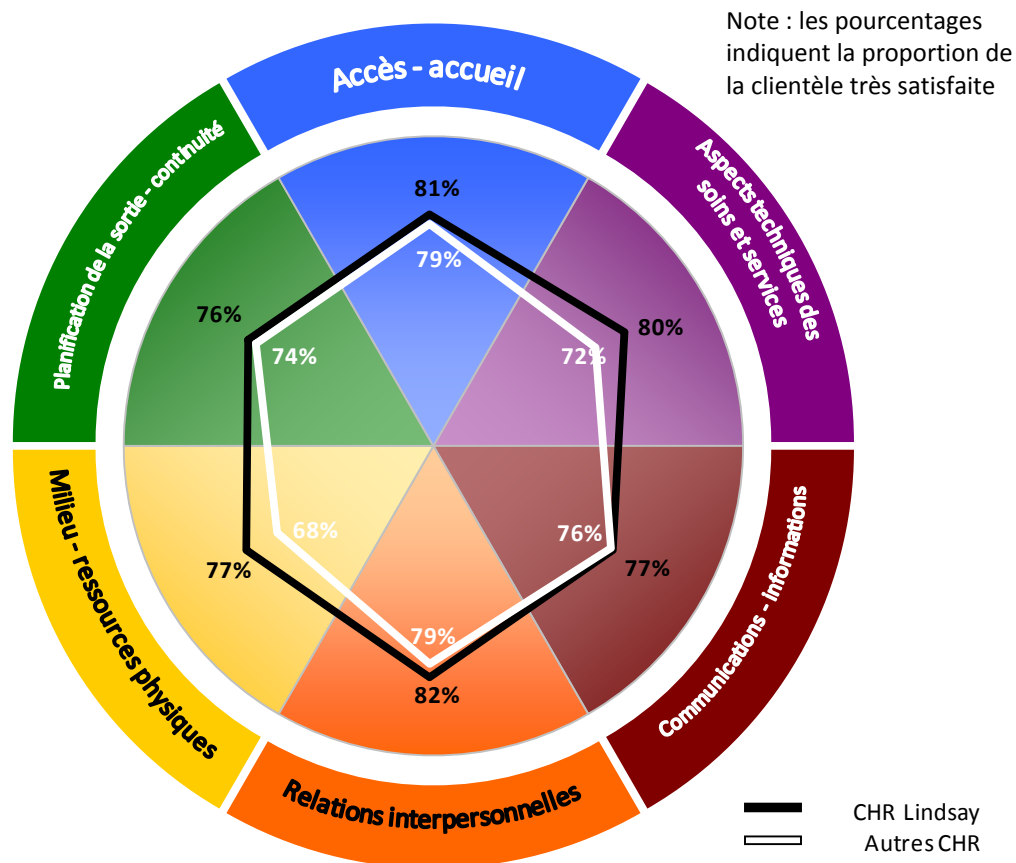 Note : les pourcentages
indiquent la proportion de
la clientèle très satisfaite
Accès - accueil
Planification de la sortie - continuité
Aspects techniques des
soins et services
81%
79%
76%
74%
80%
72%
68%
77%
76%
77%
79%
82%
Milieu - ressources physiques
Communications - informations
Relations interpersonnelles
CHR Lindsay
Autres CHR